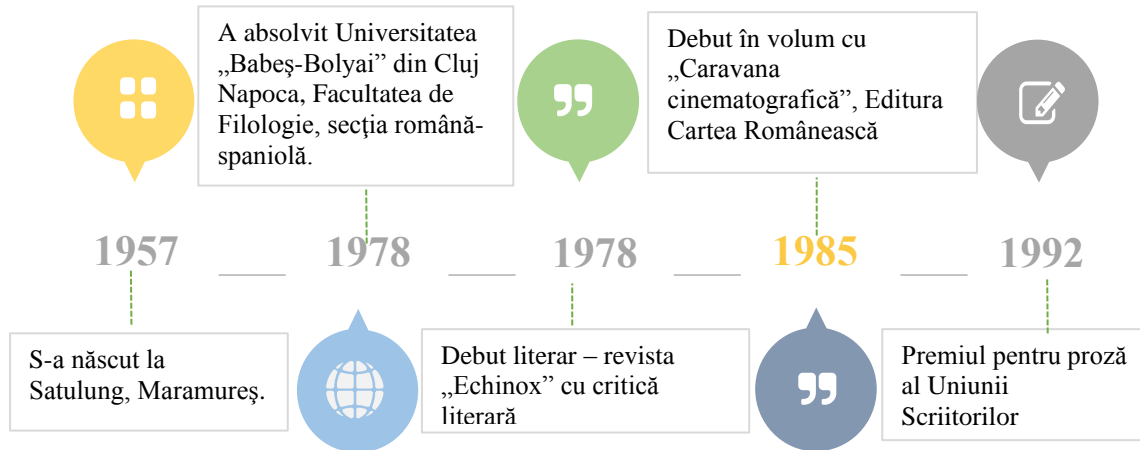 A absolvit Universitatea
„Babeş-Bolyai” din Cluj
Napoca, Facultatea de
Filologie, secţia română-
spaniolă.
Debut în volum cu
„Caravana
cinematografică”, Editura
Cartea Românească
1957
1978
1978
1985
1992
S-a născut la
Satulung, Maramureş.
Debut literar – revista
„Echinox” cu critică
literară
Premiul pentru proză
al Uniunii
Scriitorilor